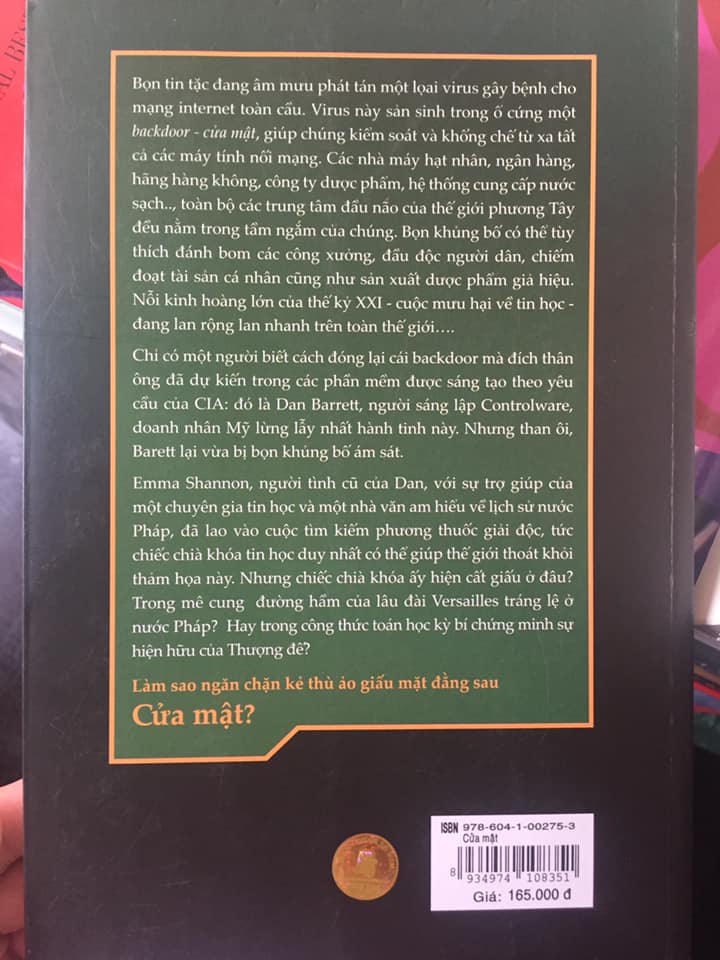 Bọn tin tặc đang âm mưu phát tán một lọai virus gây bệnh cho
mạng internet toàn cầu. Virus này sản sinh trong ổ cứng một
backdoor - cửa mật, giúp chúng kiểm soát và khống chế từ xa tất
cả các máy tính nối mạng. Các nhà máy hạt nhân, ngân hàng,
hãng hàng không, công ty dược phẩm, hệ thống cung cấp nước
sạch.., toàn bộ các trung tâm đầu não của thế giới phương Tây
đều nằm trong tầm ngắm của chúng. Bọn khủng bố có thể tùy
thích đánh bom các công xưởng, đầu độc người dân, chiếm
đoạt tài sản cá nhân cũng như sản xuất dược phẩm giả hiệu.
Nỗi kinh hoàng lớn của thế kỷ XXI - cuộc mưu hại về tin học -
đang lan rộng lan nhanh trên toàn thế giới….
Chỉ có một người biết cách đóng lại cái backdoor mà đích thân
ông đã dự kiến trong các phần mềm được sáng tạo theo yêu
cầu của CIA: đó là Dan Barrett, người sáng lập Controlware,
doanh nhân Mỹ lừng lẫy nhất hành tinh này. Nhưng than ôi,
Barett lại vừa bị bọn khủng bố ám sát.
Emma Shannon, người tình cũ của Dan, với sự trợ giúp của
một chuyên gia tin học và một nhà văn am hiểu về lịch sử nước
Pháp, đã lao vào cuộc tìm kiếm phương thuốc giải độc, tức
chiếc chià khóa tin học duy nhất có thể giúp thế giới thoát khỏi
thảm họa này. Nhưng chiếc chià khóa ấy hiện cất giấu ở đâu?
Trong mê cung đường hầm của lâu đài Versailles tráng lệ ở
nước Pháp? Hay trong công thức toán học kỳ bí chứng minh sự
hiện hữu của Thượng đế?
Làm sao ngăn chặn kẻ thù ảo giấu mặt đằng sau
Cửa mật?
ISBN 978-604-1-00275-3
Cửa mật
8 934974 108351
Giá: 165.000 đ